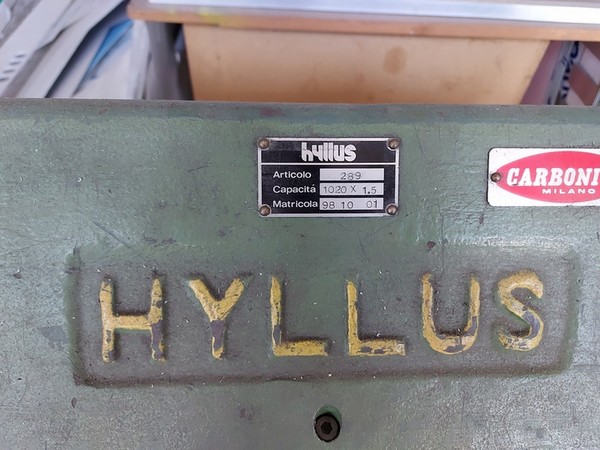 hyllus
Articolo 289
Capacitá 1020 X 1,5
Matricola 98 10 01
CARBONI
MILANO
HYLLUS